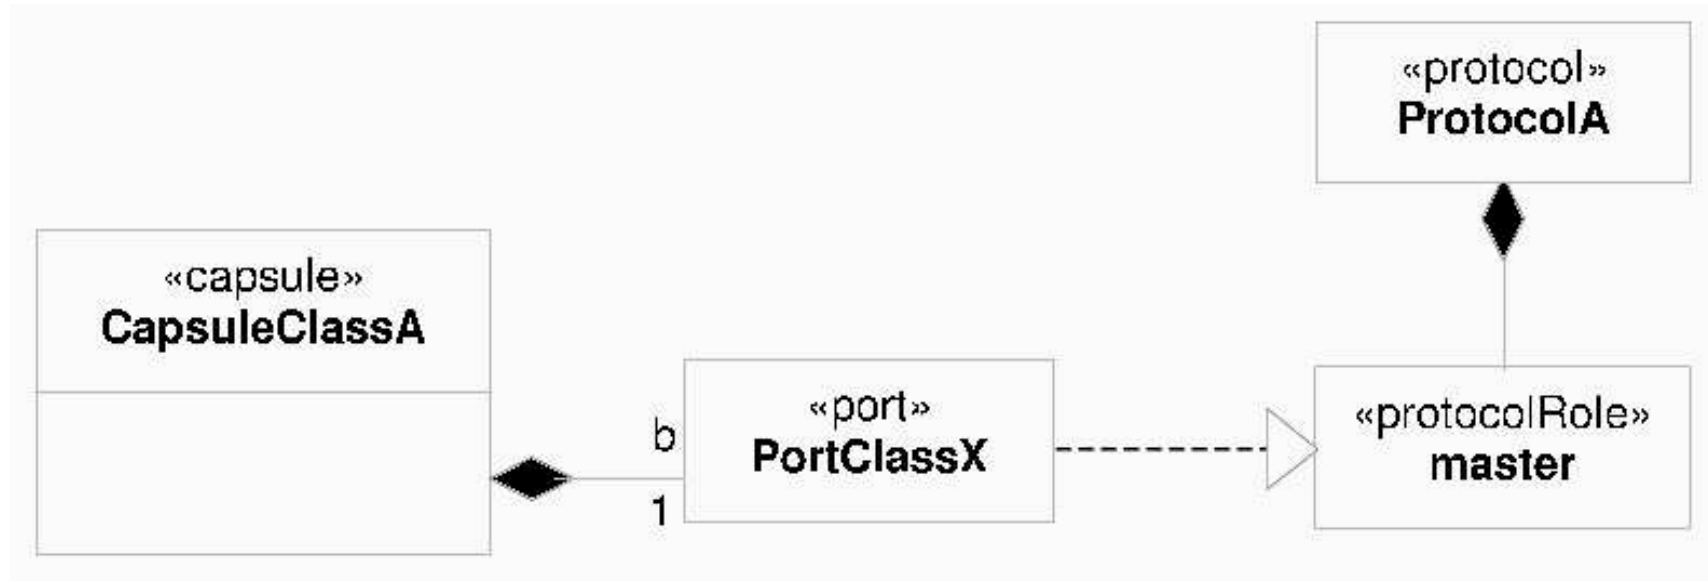 «protocol»
ProtocolA
«capsule»
CapsuleClassA
b
1
«port»
PortClassX
«protocolRole»
master